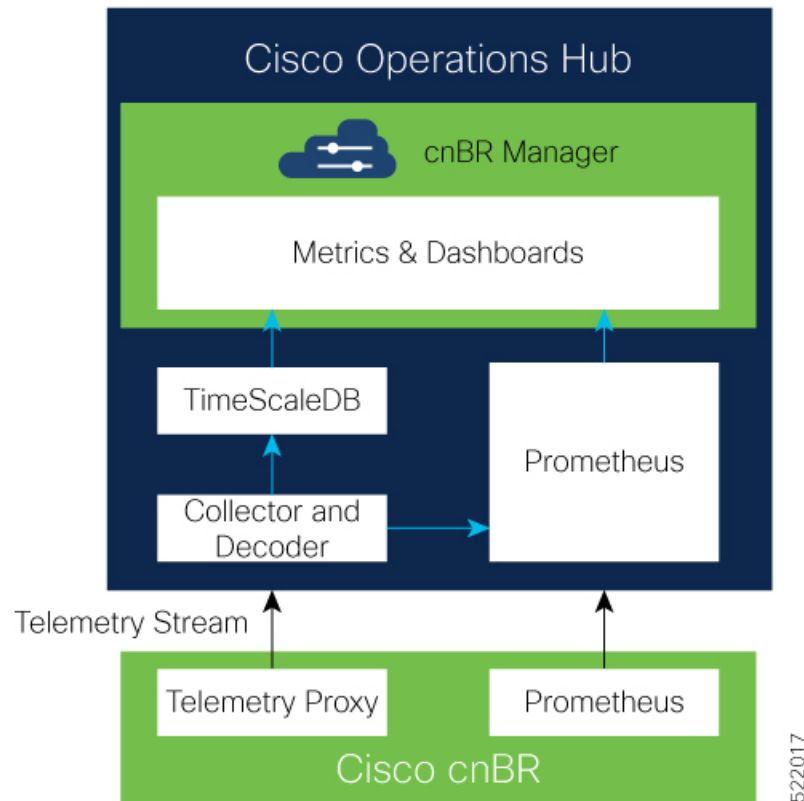 Cisco Operations Hub
cnBR Manager
Metrics & Dashboards
TimeScaleDB
Prometheus
Collector and
Decoder
Telemetry Stream
Telemetry Proxy
Prometheus
Cisco cnBR
522017